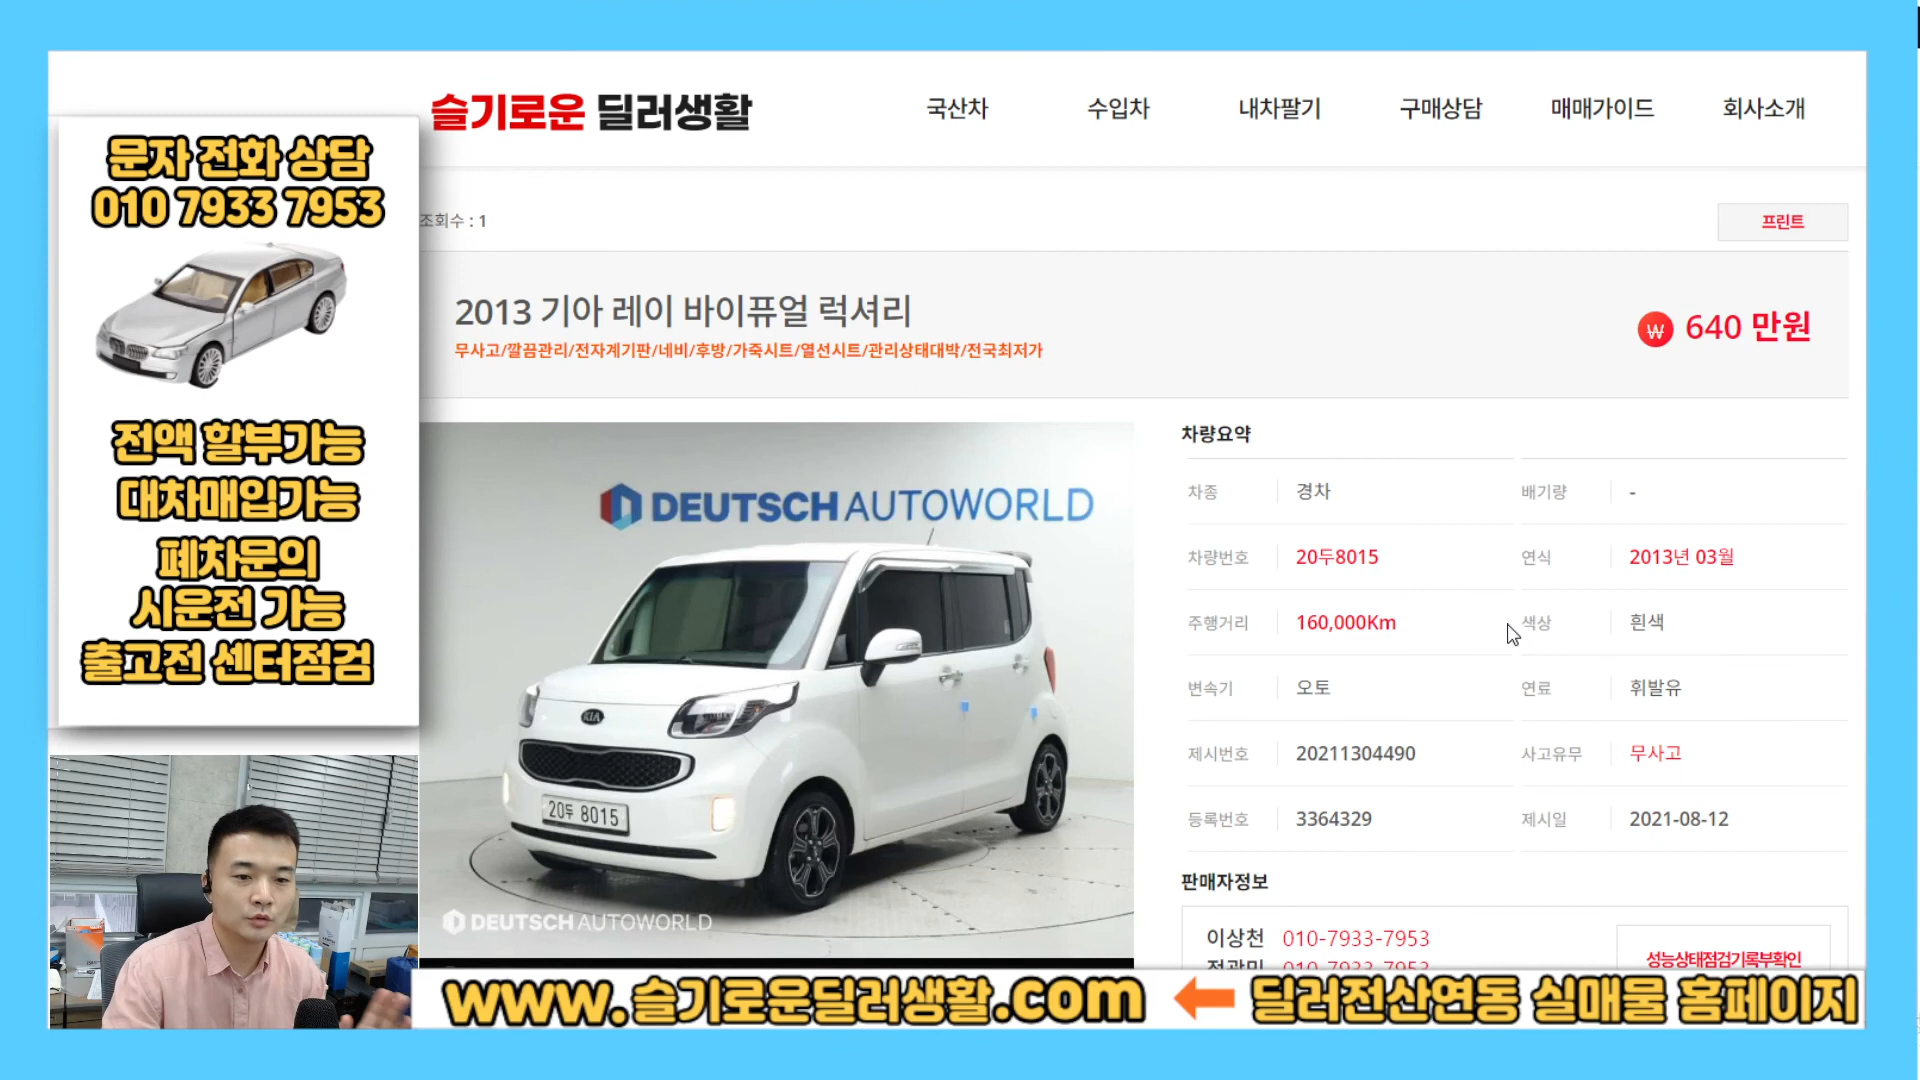 슬기로운 딜러생활
국산차
수입차
내차팔기
구매상담
매매가이드
회사소개
문자 전화 상담
010 7933 7953
전액 할부가능
대차매입가능
폐차문의
시운전 가능
출고전 센터점검
조회수 : 1
프린트
2013 기아 레이 바이퓨얼 럭셔리
무사고/깔끔관리/전자계기판/네비/후방/가죽시트/열선시트/관리상태대박/전국최저가
₩ 640 만원
DEUTSCH AUTOWORLD
KIA
20두 8015
DEUTSCH AUTOWORLD
차량요약
차종 경차 배기량 -
차량번호 20두8015 연식 2013년 03월
주행거리 160,000Km 색상 흰색
변속기 오토 연료 휘발유
제시번호 20211304490 사고유무 무사고
등록번호 3364329 제시일 2021-08-12
판매자정보
이상천 010-7933-7953
010-7933-7953
성능상태점검기록부확인
www.슬기로운딜러생활.com ← 딜러전산연동 실매물 홈페이지